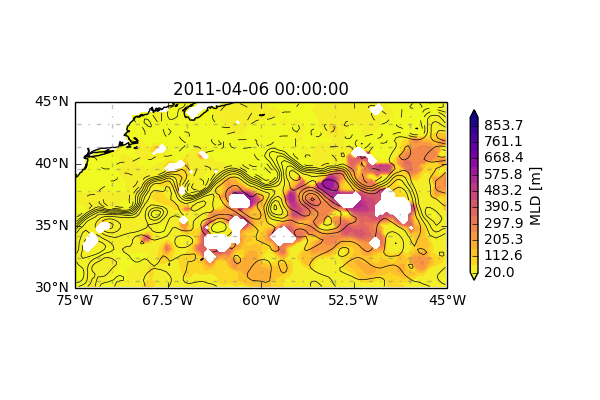 2011-04-06 00:00:00
45°N
40°N
35°N
30°N
75°W
67.5°W
60°W
52.5°W
45°W
853.7
761.1
668.4
575.8
483.2
390.5
297.9
205.3
112.6
20.0
MLD [m]